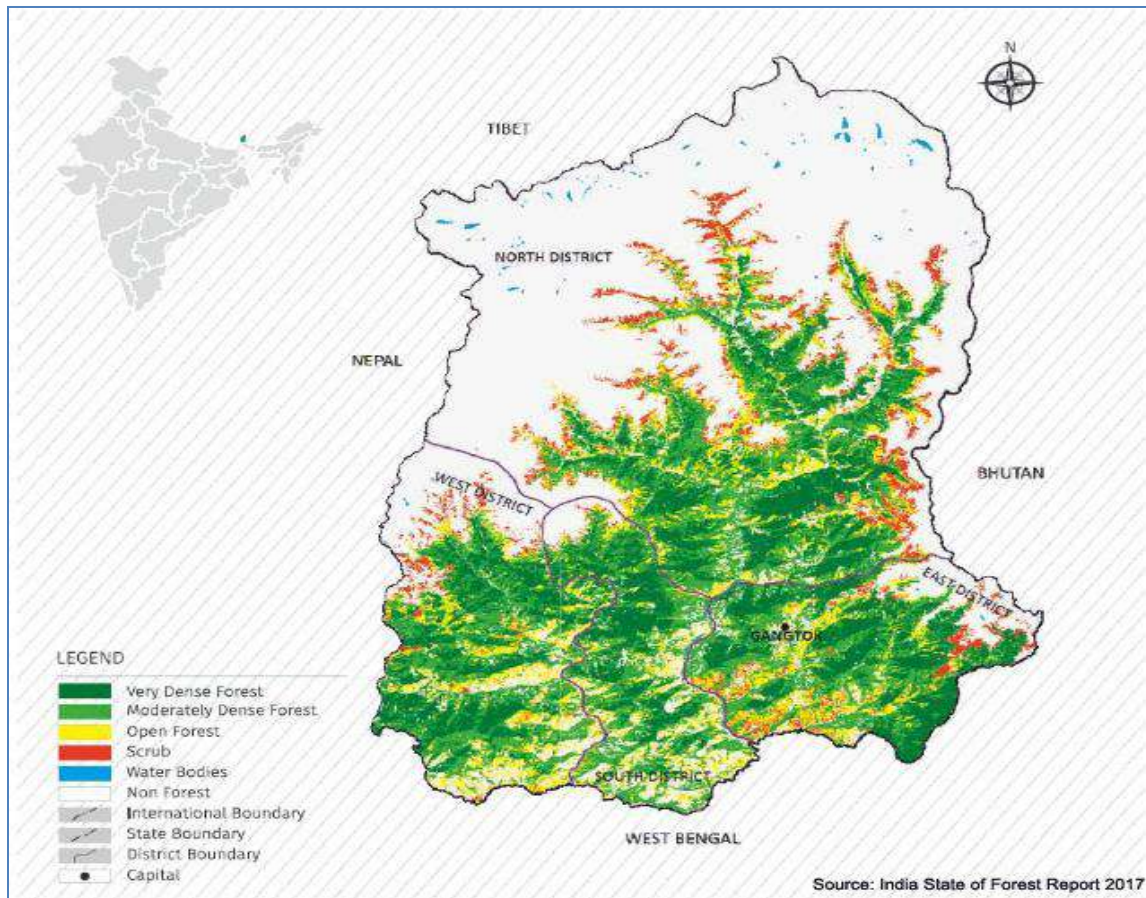 N
TIBET
NORTH DISTRICT
NEPAL
BHUTAN
WEST DISTRICT
EAST DISTRICT
GANGTOK
SOUTH DISTRICT
WEST BENGAL
LEGEND
Very Dense Forest
Moderately Dense Forest
Open Forest
Scrub
Water Bodies
Non Forest
International Boundary
State Boundary
District Boundary
Capital
Source: India State of Forest Report 2017